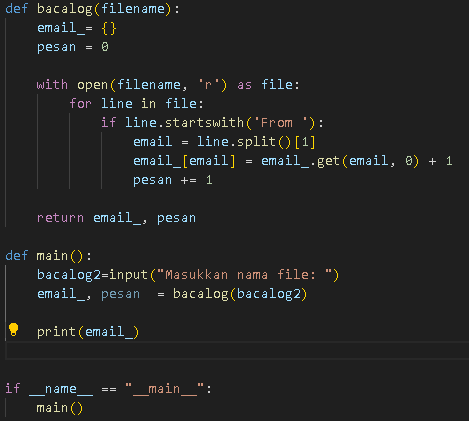 def bacalog(filename):
    email_= {}
    pesan = 0
    with open(filename, 'r') as file:
        for line in file:
            if line.startswith('From '):
                email = line.split()[1]
                email_[email] = email_.get(email, 0) + 1
                pesan += 1
    return email_, pesan
def main():
    bacalog2=input("Masukkan nama file: ")
    email_, pesan  = bacalog(bacalog2)
    print(email_)
if __name__ == "__main__":
    main()